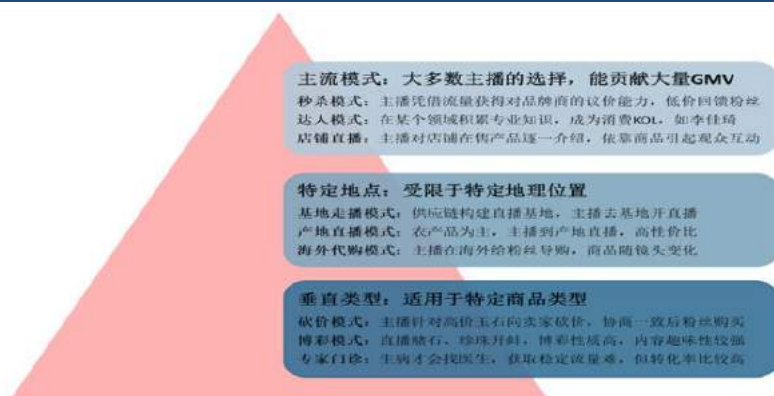 主流模式：大多数主播的选择，能贡献大量GMV
秒杀模式：主播凭借流量获得对品牌商的议价能力，低价回馈粉丝
达人模式：在某个领域积累专业知识，成为消费KOL，如李佳琦
店铺直播：主播对店铺在售产品逐一介绍，依靠商品引起观众互动
特定地点：受限于特定地理位置
基地走播模式：供应链构建直播基地，主播去基地开直播
产地直播模式：农产品为主，主播到产地直播，高性价比
海外代购模式：主播在海外给粉丝导购，商品随镜头变化
垂直类型：适用于特定商品类型
砍价模式：主播针对高价玉石向卖家砍价，协商一致后粉丝购买
博彩模式：直播赌石、珍珠开蚌，博彩性质高，内容趣味性较强
专家门诊：生病才会找医生，获取稳定流量难，但转化率比较高